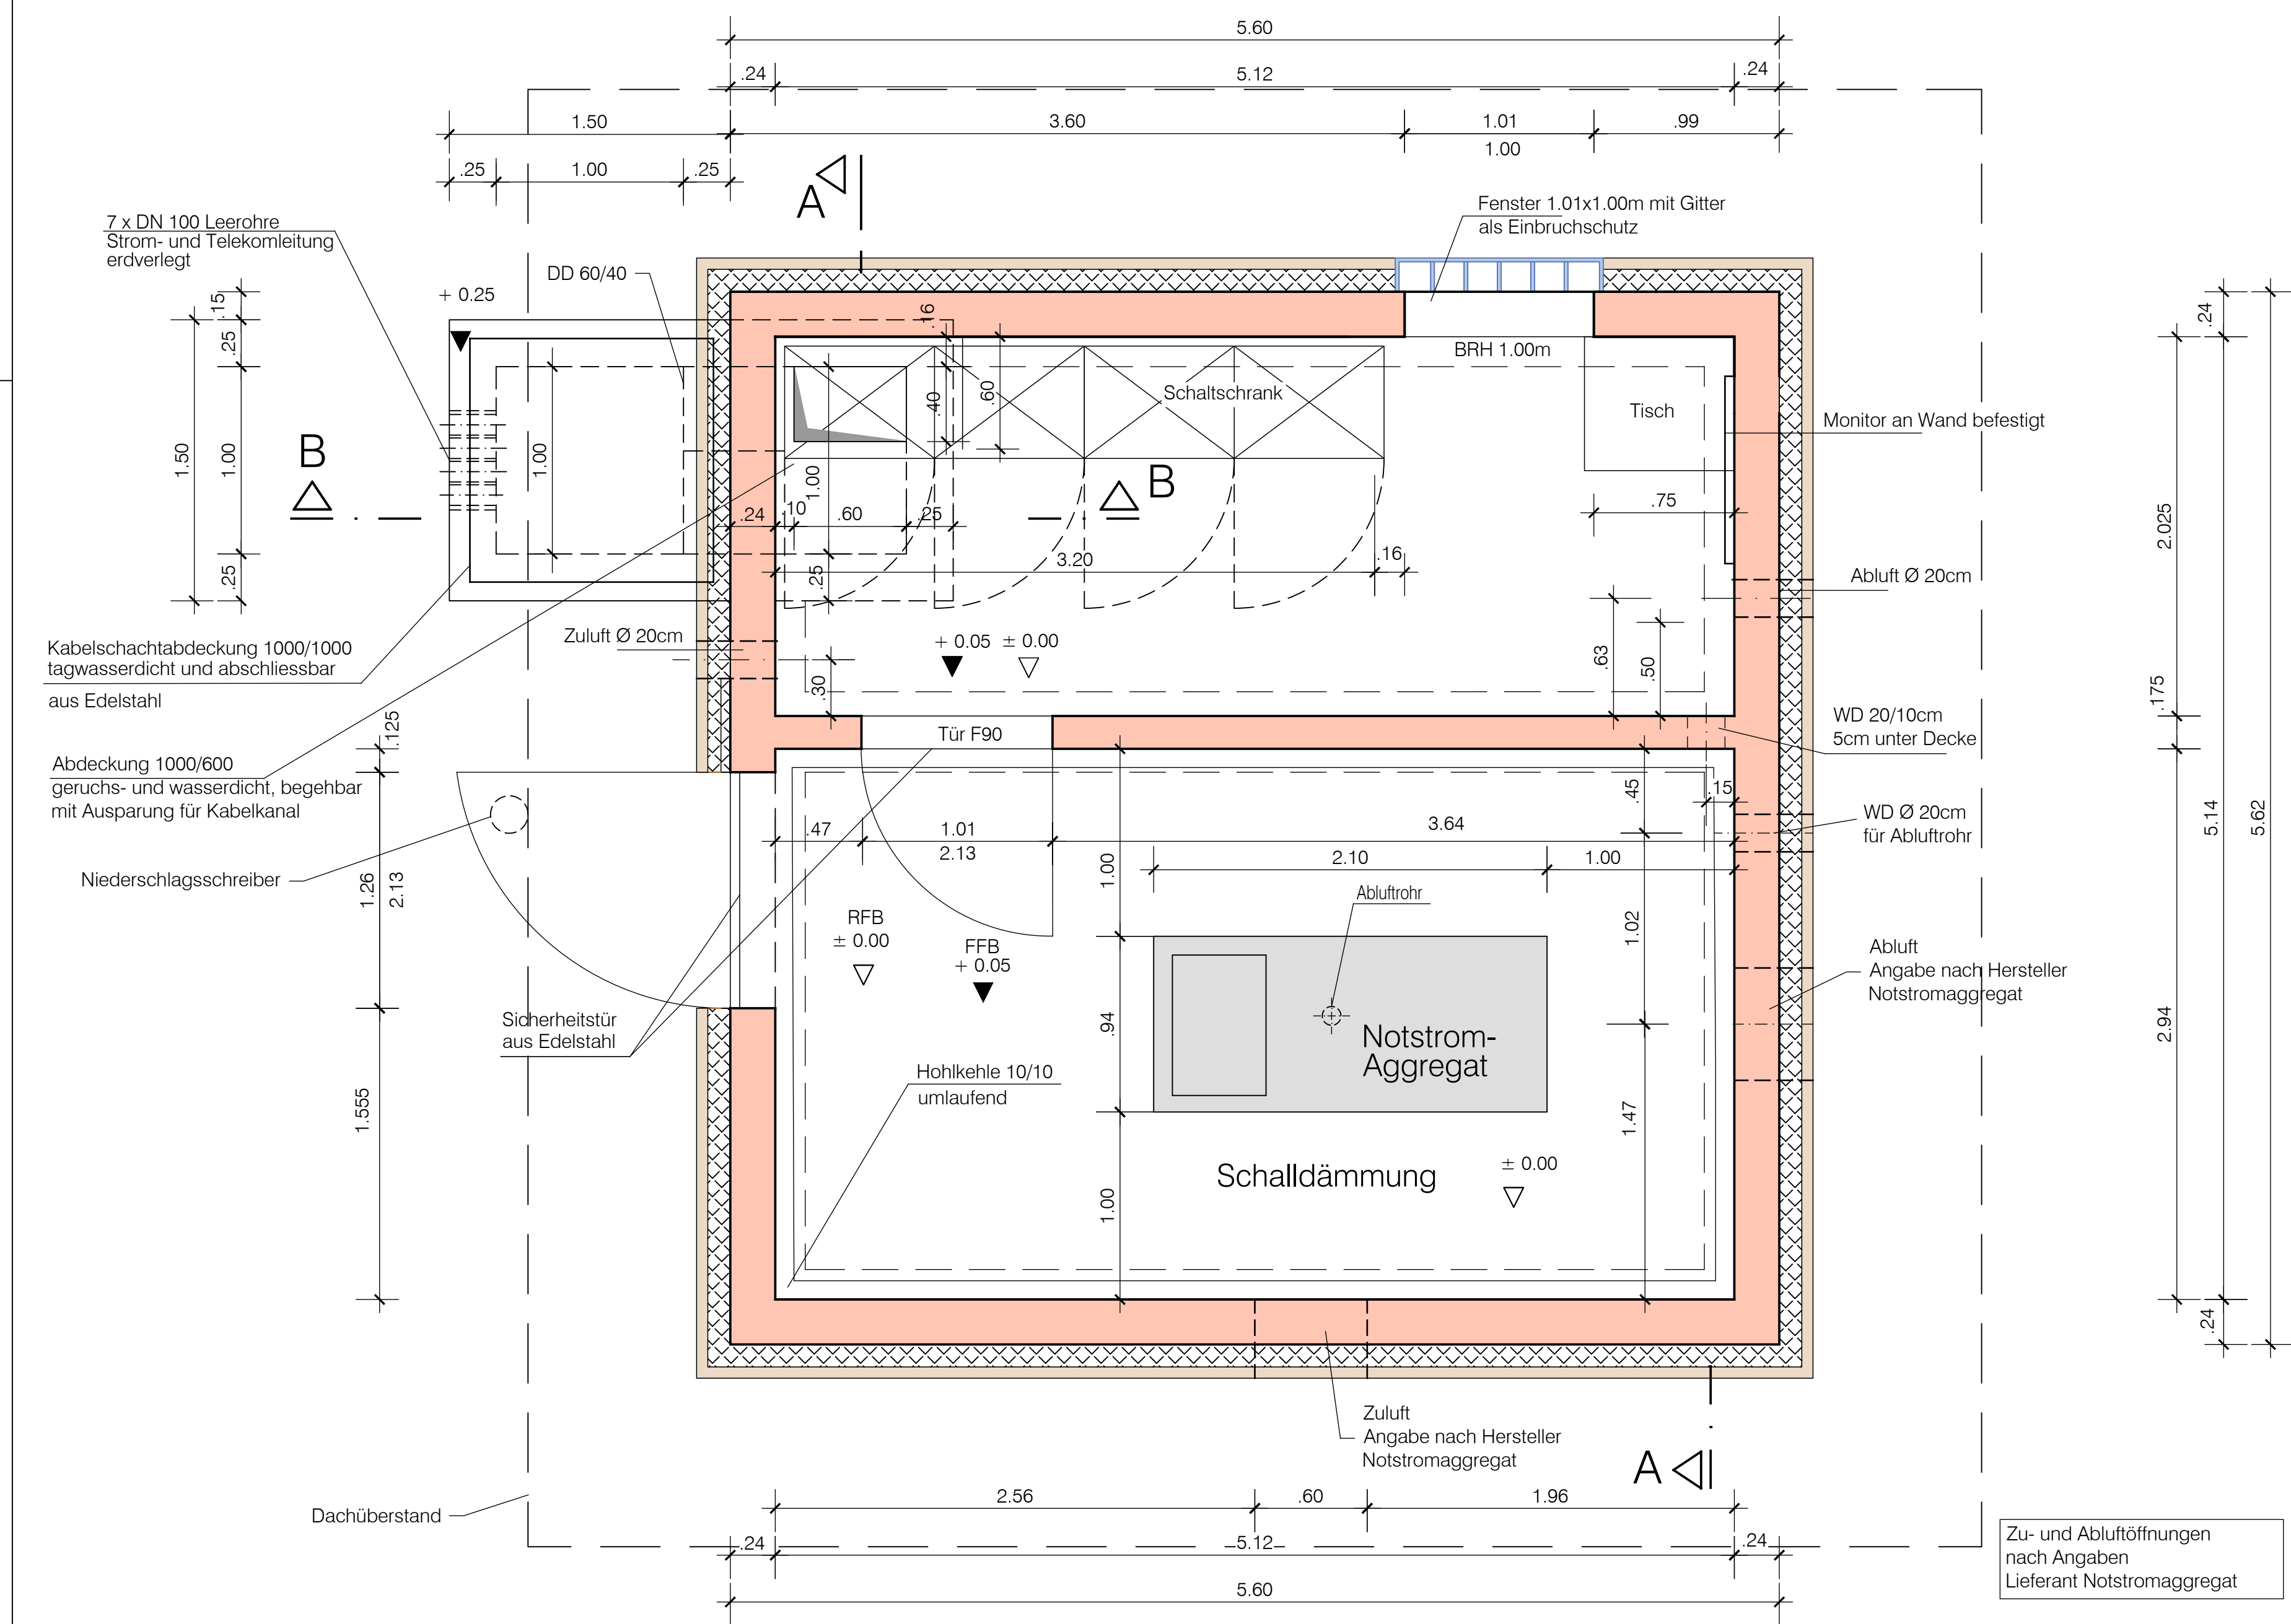 5.60
.24
5.12
.24
1.50
3.60
1.01
.99
1.00
.25
1.00
.25
A
Fenster 1.01x1.00m mit Gitter
als Einbruchschutz
7 x DN 100 Leerohre
Strom- und Telekomleitung
erdverlegt
DD 60/40
+ 0.25
.15
.25
1.50
1.00
.25
1.00
.16
.40
.60
Schaltschrank
BRH 1.00m
Tisch
Monitor an Wand befestigt
B
B
1.00
.24
.10
.60
.25
.25
3.20
.16
.75
.24
2.025
Abluft Ø 20cm
Zuluft Ø 20cm
+ 0.05
± 0.00
.30
.63
.50
Kabelschachtabdeckung 1000/1000
tagwasserdicht und abschliessbar
aus Edelstahl
.175
WD 20/10cm
5cm unter Decke
Tür F90
.125
Abdeckung 1000/600
geruchs- und wasserdicht, begehbar
mit Ausparung für Kabelkanal
.45
.15
WD Ø 20cm
für Abluftrohr
5.14
5.62
.47
1.01
2.13
3.64
2.10
1.00
1.00
Niederschlagsschreiber
1.26
2.13
Abluftrohr
RFB
± 0.00
FFB
+ 0.05
1.02
Abluft
Angabe nach Hersteller
Notstromaggregat
Sicherheitstür
aus Edelstahl
.94
Notstrom-
Aggregat
2.94
Hohlkehle 10/10
umlaufend
1.555
1.47
Schalldämmung
± 0.00
1.00
.24
Zuluft
Angabe nach Hersteller
Notstromaggregat
A
Dachüberstand
2.56
.60
1.96
.24
5.12
.24
5.60
Zu- und Abluftöffnungen
nach Angaben
Lieferant Notstromaggregat